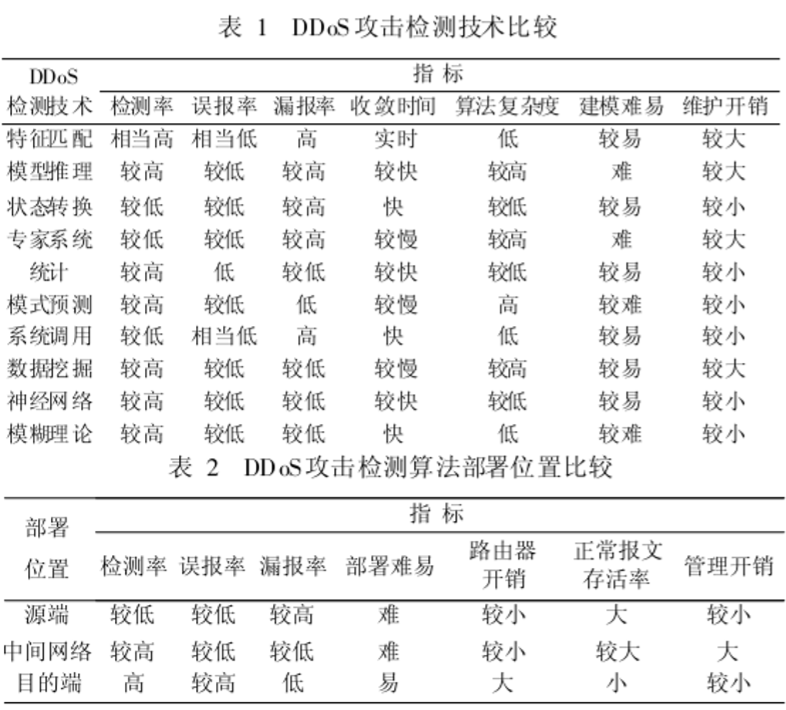 表 1 DDoS攻击检测技术比较
DDoS 指 标
检测技术 检测率 误报率 漏报率 收敛时间 算法复杂度 建模难易 维护开销
特征匹配 相当高 相当低 高 实时 低 较易 较大
模型推理 较高 较低 较高 较快 较高 难 较大
状态转换 较低 较低 较高 快 较低 较易 较小
专家系统 较低 较低 较高 较慢 较高 难 较大
统计 较高 低 较低 较快 较低 较易 较小
模式预测 较高 较低 低 较慢 高 较难 较小
系统调用 较低 相当低 高 快 低 较易 较小
数据挖掘 较高 较低 较低 较慢 较高 较易 较大
神经网络 较高 较低 较低 较快 较低 较易 较小
模糊理论 较高 较低 较低 快 低 较难 较小
表 2 DDoS攻击检测算法部署位置比较
部署 指 标
位置 检测率 误报率 漏报率 部署难易 路由器 正常报文 管理开销
开销 存活率
源端 较低 较低 较高 难 较小 大 较小
中间网络 较高 较低 较低 难 较小 较大 大
目的端 高 较高 低 易 大 小 较小